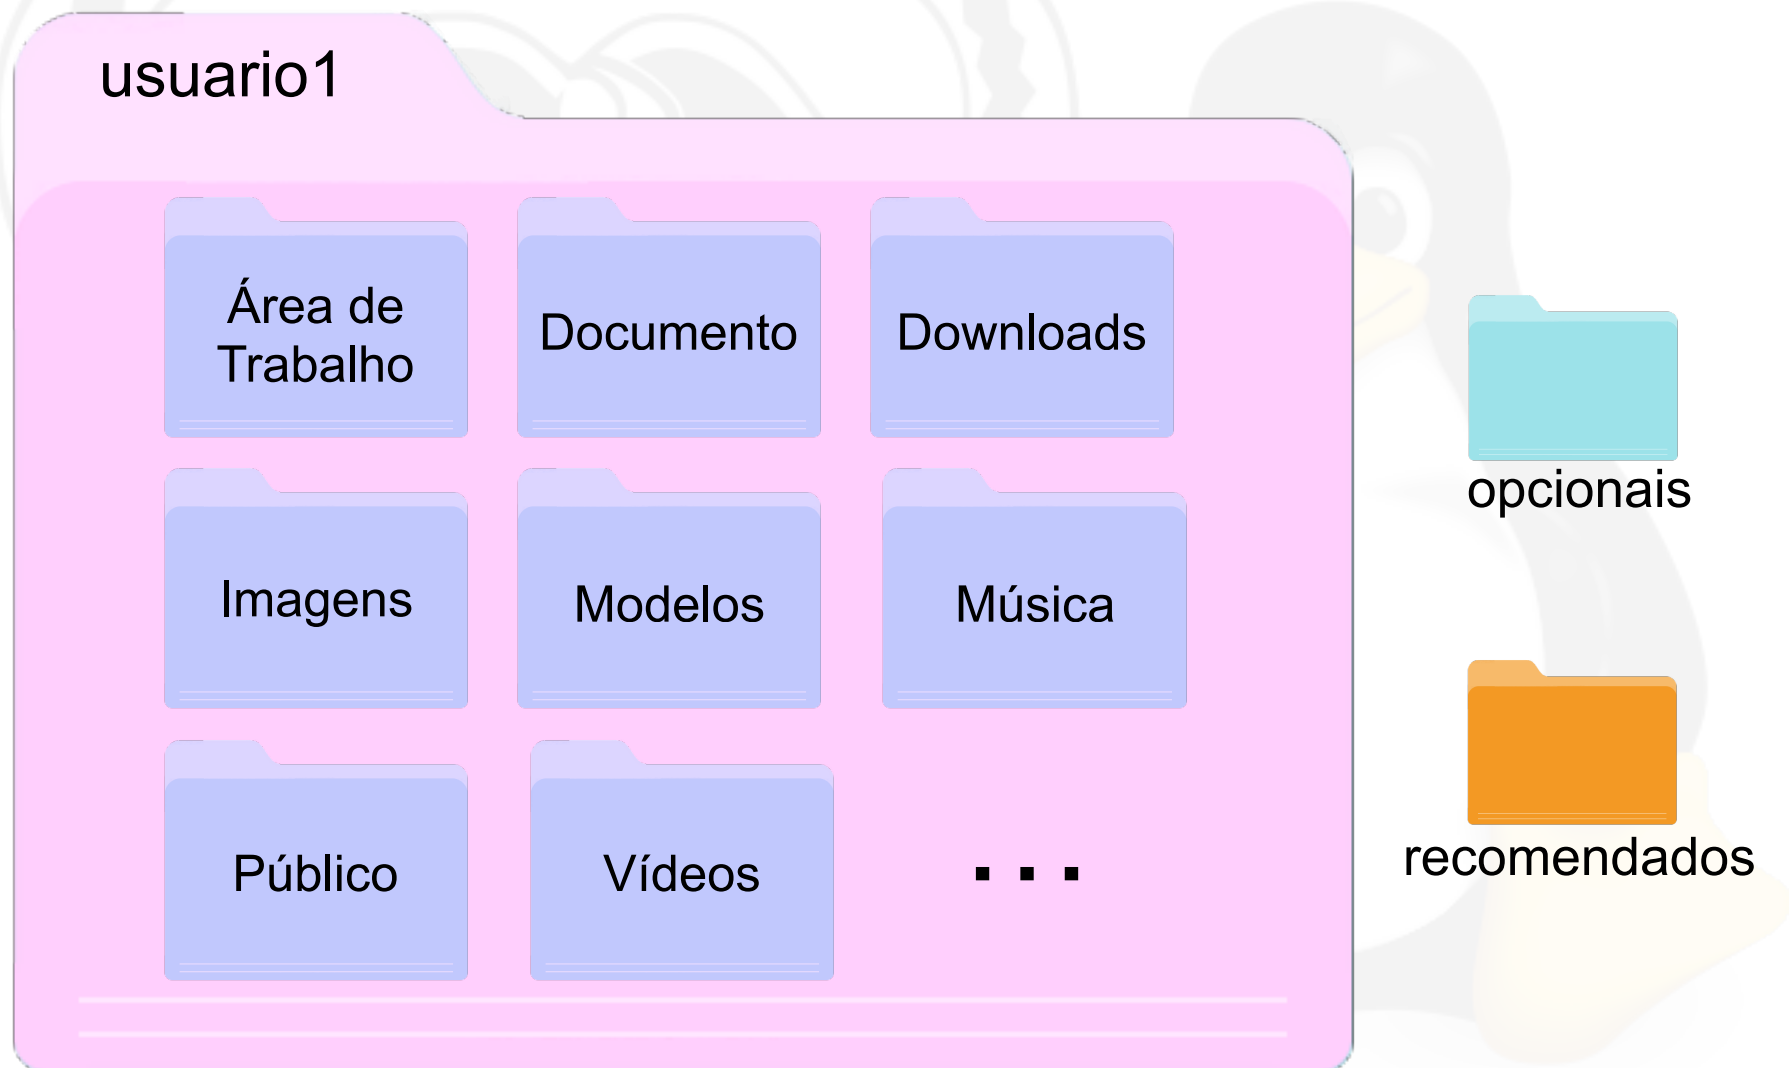 usuario1
Área de
Trabalho
Documento
Downloads
Imagens
Modelos
Música
Público
Vídeos
...
opcionais
recomendados